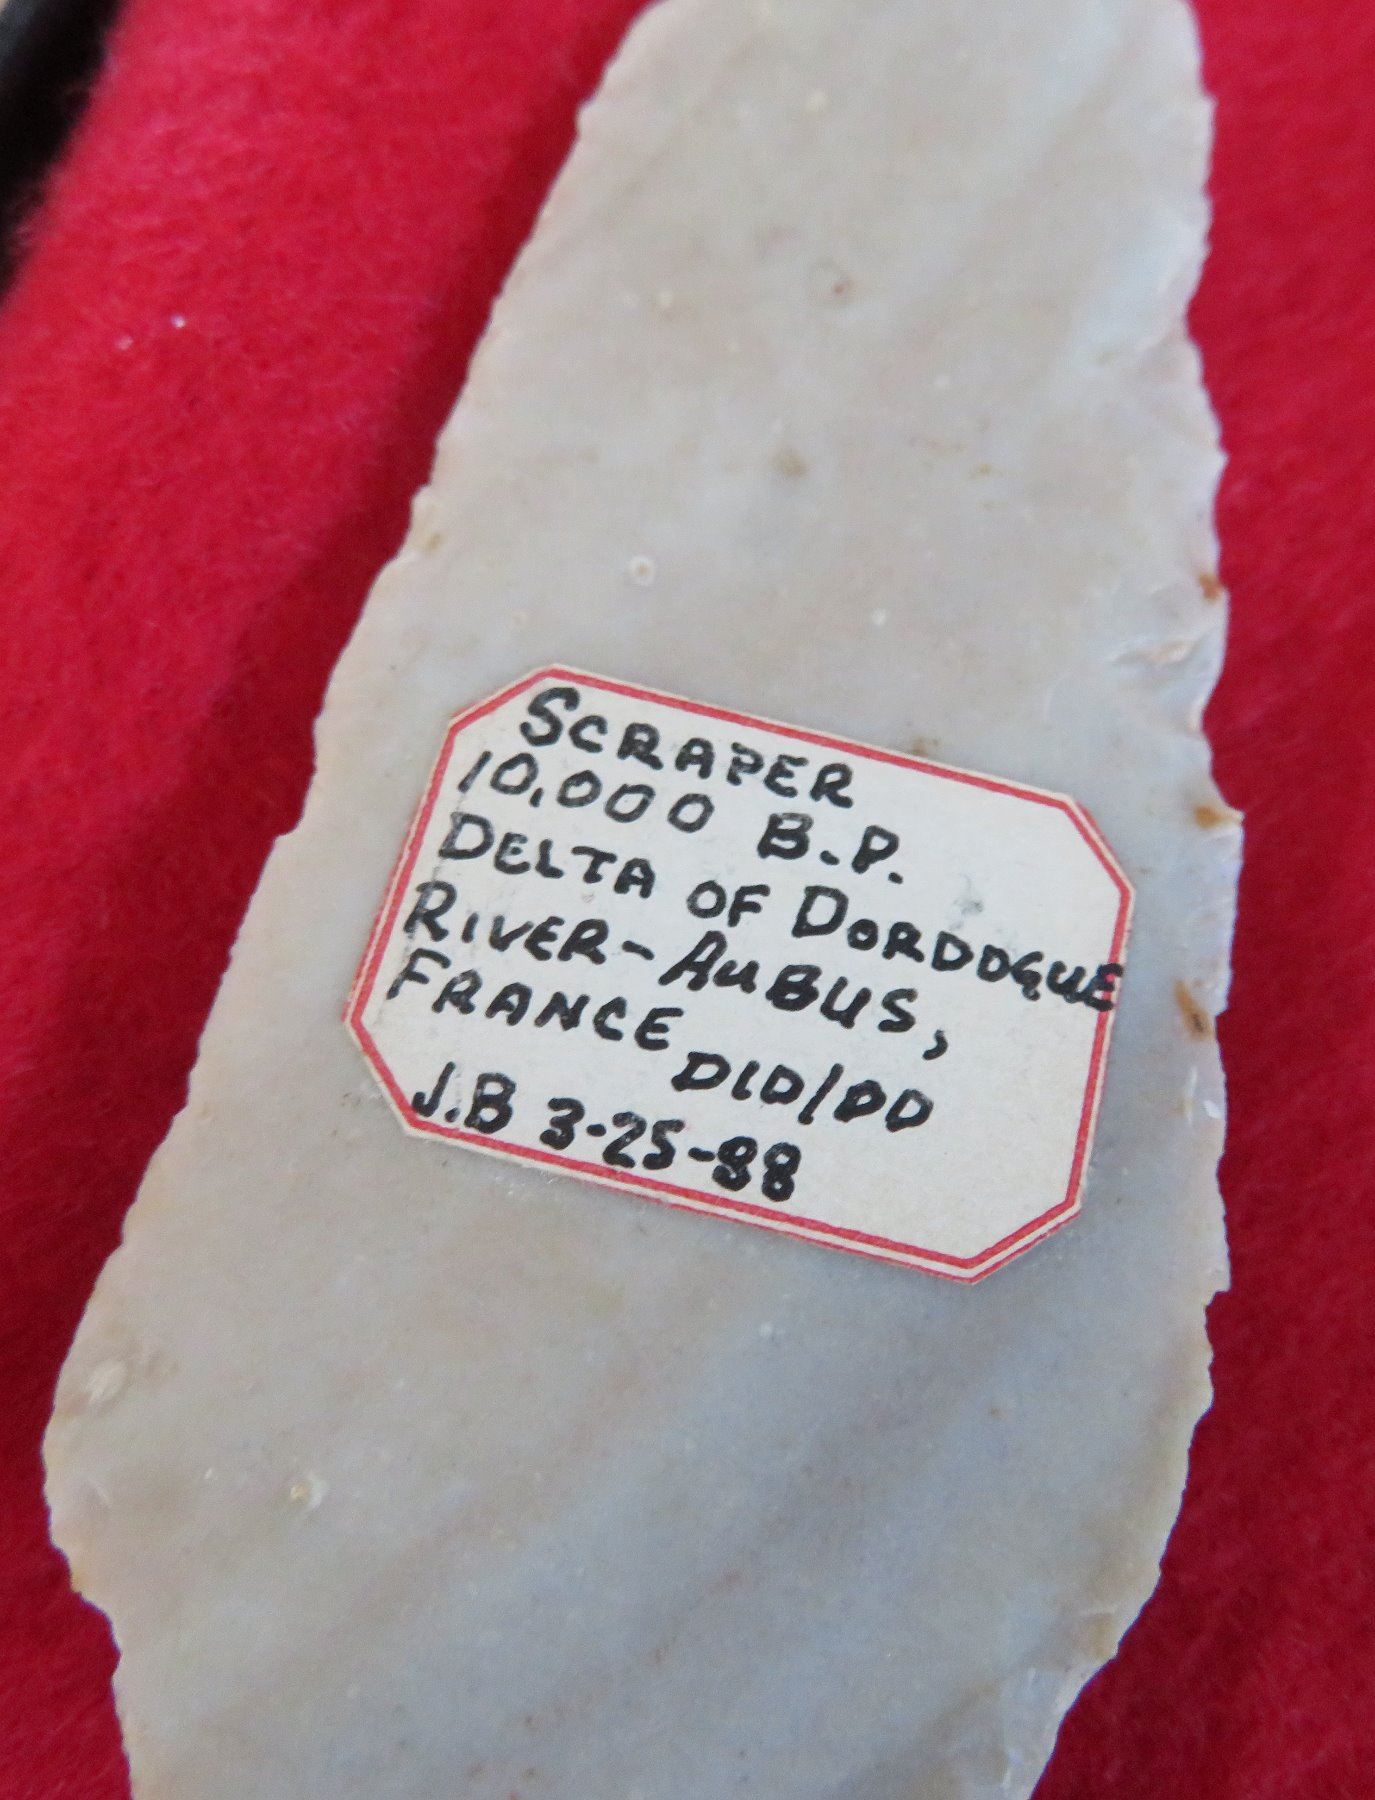 SCRAPER
10,000 B.P.
DELTA OF DORDOGUE
RIVER-AUBUS,
FRANCE DID/DD
J.B 3-25-88